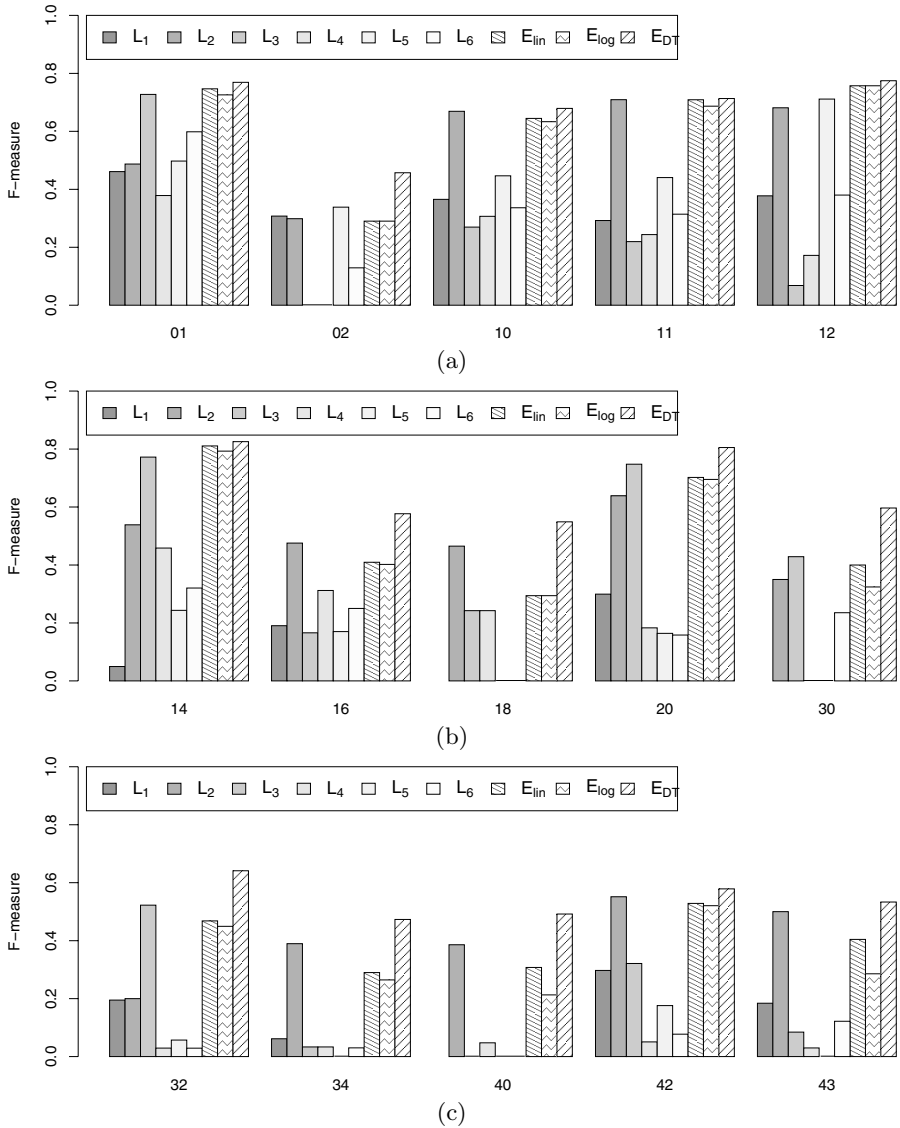 L1 L2 L3 L4 L5 L6 Elin Elog EDT
F-measure
0.0 0.2 0.4 0.6 0.8 1.0
01 02 10 11 12
(a)
L1 L2 L3 L4 L5 L6 Elin Elog EDT
F-measure
0.0 0.2 0.4 0.6 0.8 1.0
14 16 18 20 30
(b)
L1 L2 L3 L4 L5 L6 Elin Elog EDT
F-measure
0.0 0.2 0.4 0.6 0.8 1.0
32 34 40 42 43
(c)